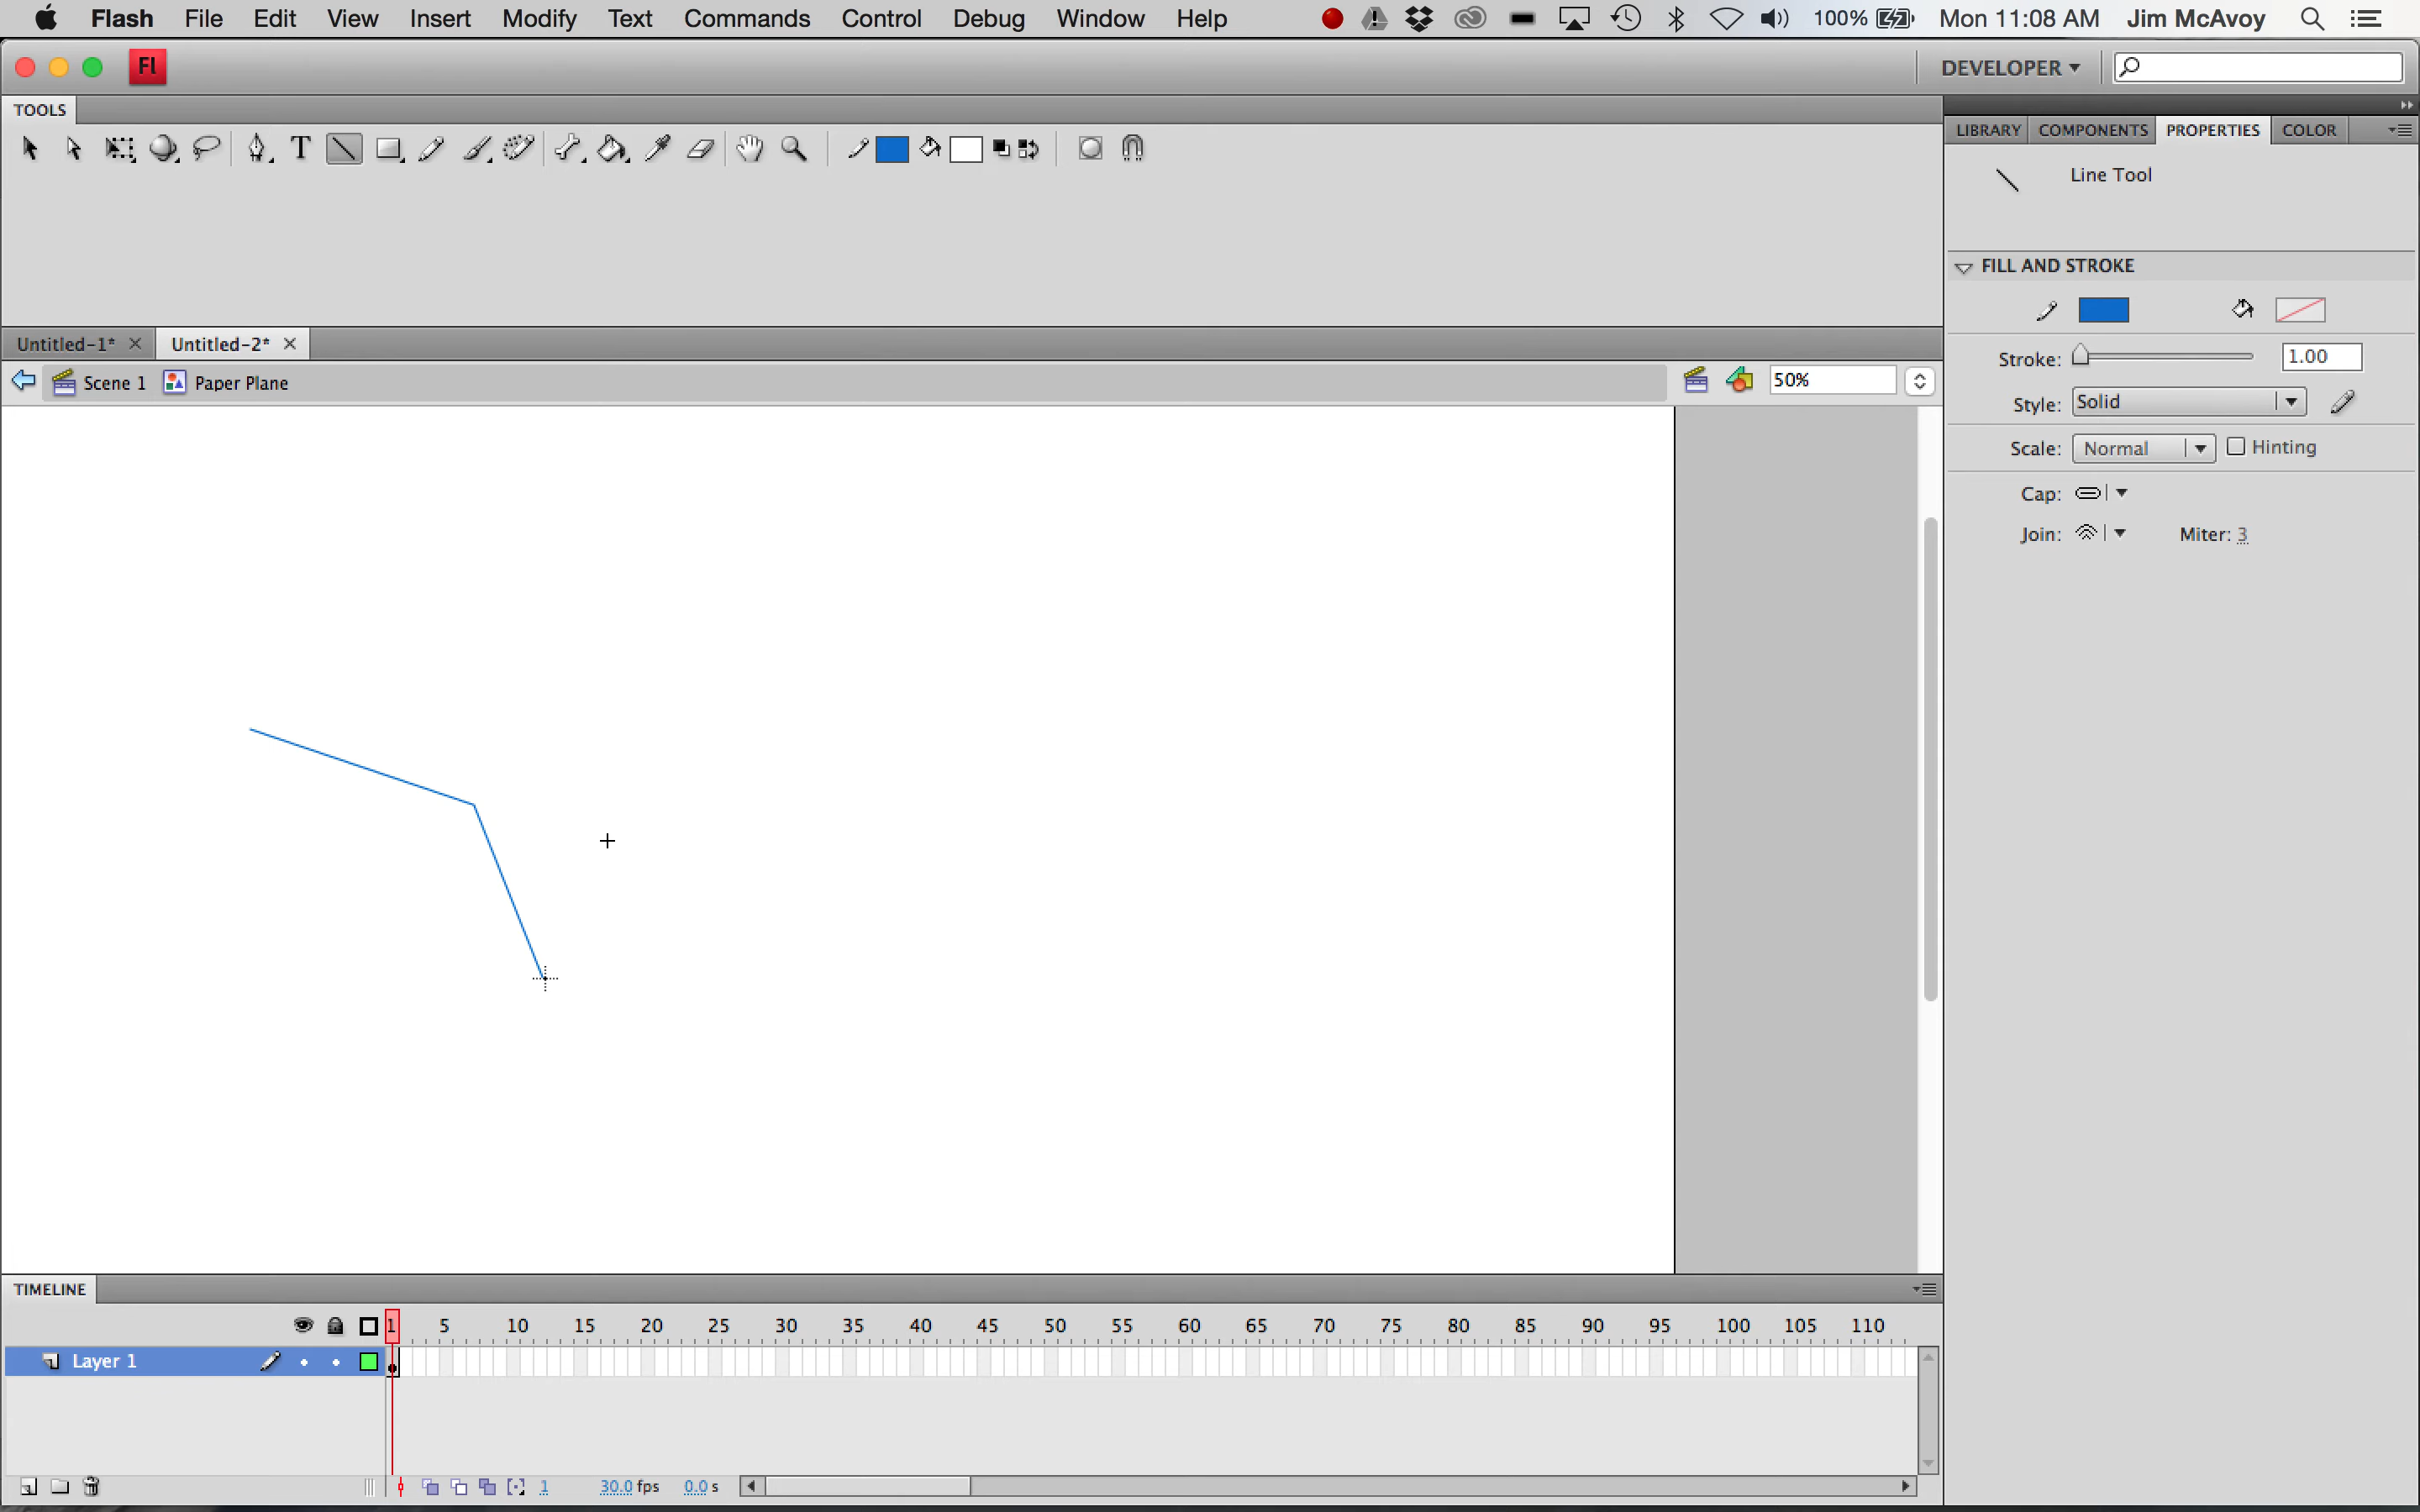 Flash File Edit View Insert Modify Text Commands Control Debug Window Help 100% Mon 11:08 AM Jim McAvoy
Fl DEVELOPER
TOOLS
LIBRARY COMPONENTS PROPERTIES COLOR
T
Line Tool
FILL AND STROKE
Untitled-1* Untitled-2*
Stroke: 1.00
Scene 1 Paper Plane 50%
Style: Solid
Scale: Normal Hinting
Cap:
Join: Miter: 3
TIMELINE
1 5 10 15 20 25 30 35 40 45 50 55 60 65 70 75 80 85 90 95 100 105 110
Layer 1
1 30.0 fps 0.0 s